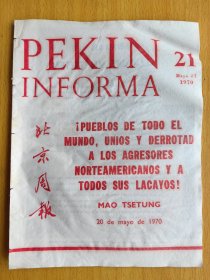 PEKIN
INFORMA
21
Mayo 27
1970
北京周報
¡PUEBLOS DE TODO EL
MUNDO, UNIOS Y DERROTAD
A LOS AGRESORES
NORTEAMERICANOS Y A
TODOS SUS LACAYOS!
MAO TSETUNG
20 de mayo de 1970